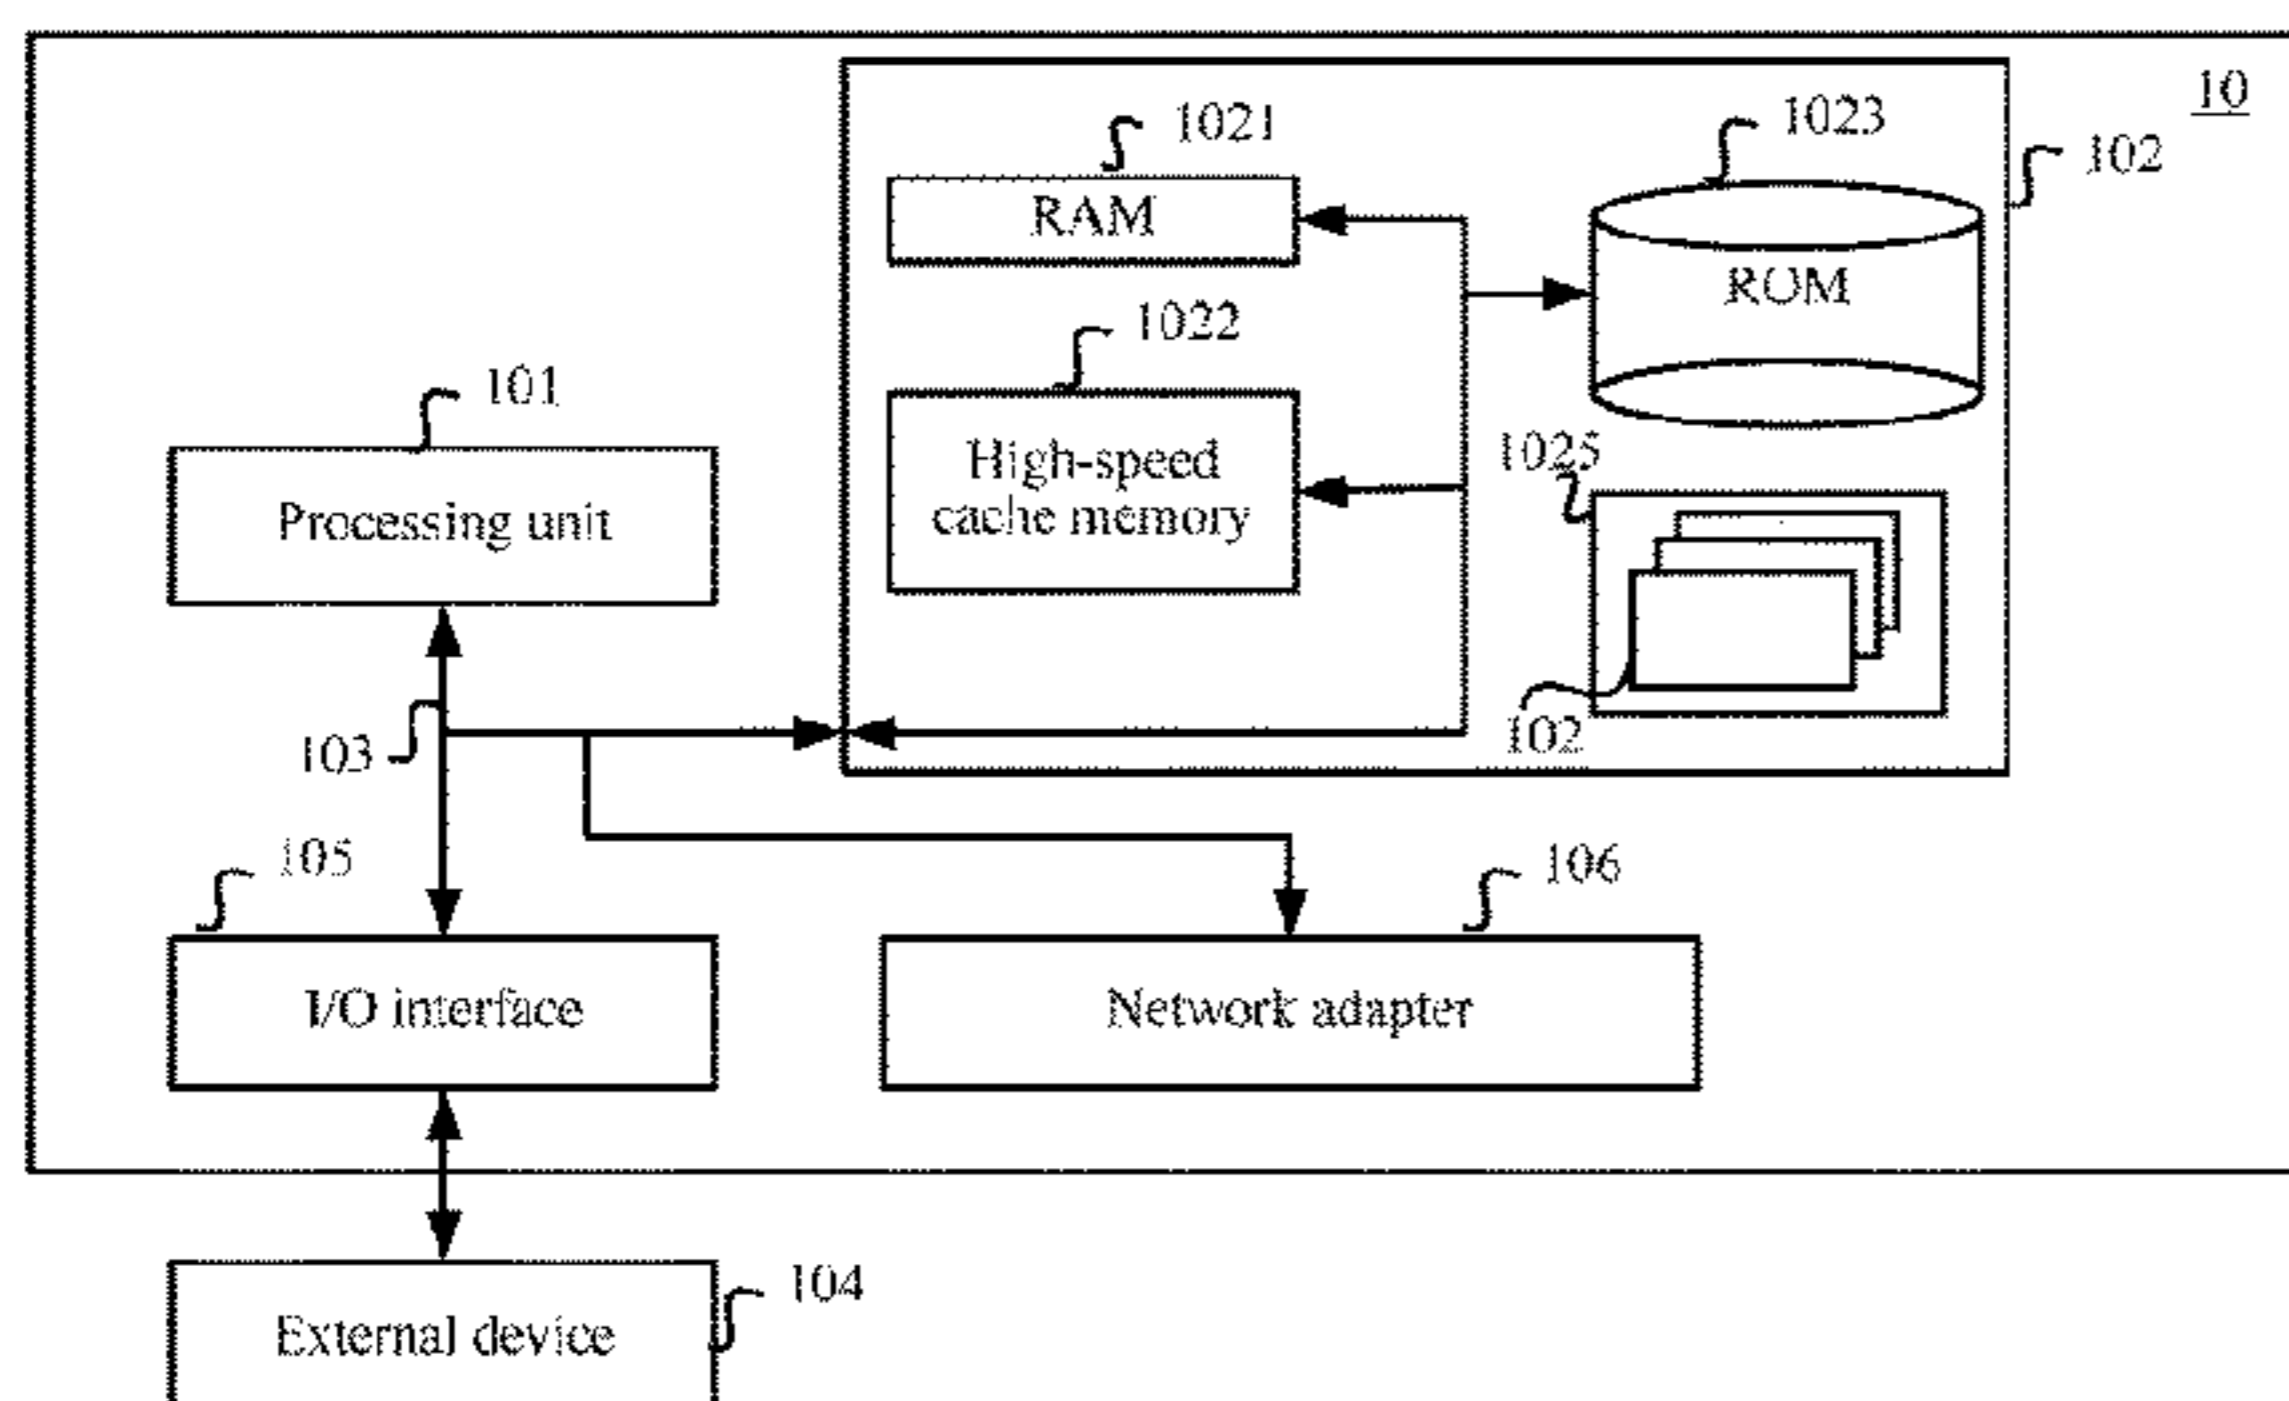 10
1021
1023
102
RAM
ROM
1022
101
High-speed
cache memory
1025
Processing unit
102
103
105
106
I/O interface
Network adapter
104
External device